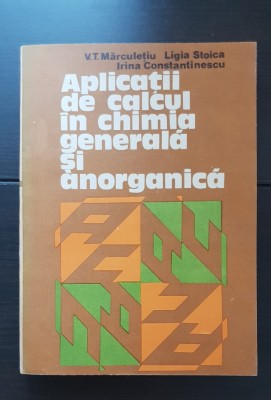 V.T. Mărculețiu Ligia Stoica
Irina Constantinescu
Aplicații
de calcul
în chimia
generală
și
anorganică